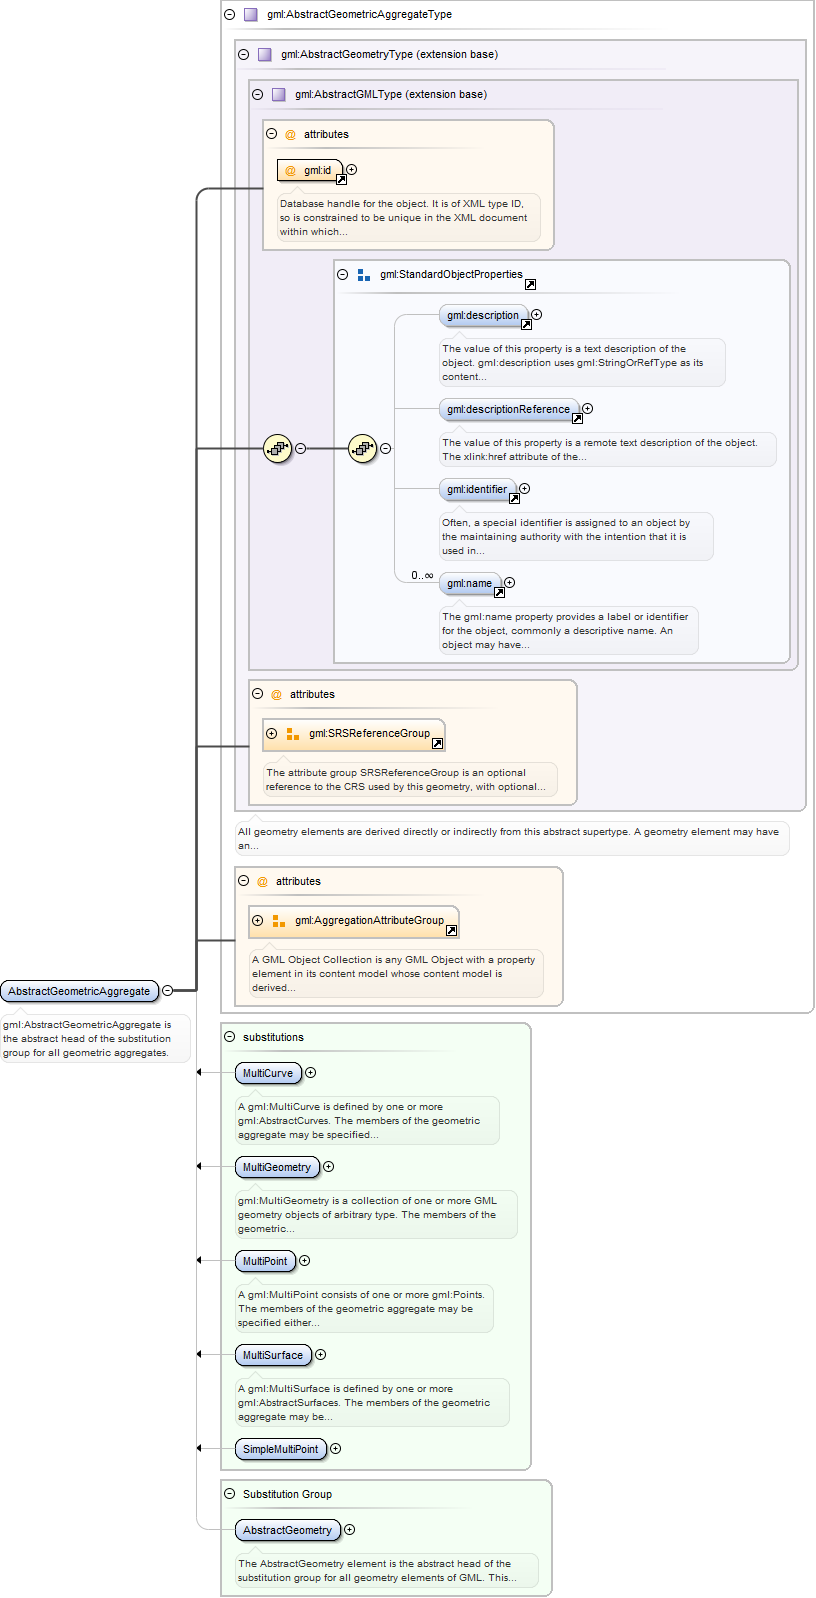 gml:AbstractGeometricAggregateType
gml:AbstractGeometryType (extension base)
gml:AbstractGMLType (extension base)
@ attributes
@ gml:id
Database handle for the object. It is of XML type ID,
so is constrained to be unique in the XML document
within which...
gml:StandardObjectProperties
gml:description
The value of this property is a text description of the
object. gml:description uses gml:StringOrRefType as its
content...
gml:descriptionReference
The value of this property is a remote text description of the object.
The xlink:href attribute of the...
gml:identifier
Often, a special identifier is assigned to an object by
the maintaining authority with the intention that it is
used in...
0..∞
gml:name
The gml:name property provides a label or identifier
for the object, commonly a descriptive name. An
object may have...
@ attributes
gml:SRSReferenceGroup
The attribute group SRSReferenceGroup is an optional
reference to the CRS used by this geometry, with optional...
All geometry elements are derived directly or indirectly from this abstract supertype. A geometry element may have
an...
@ attributes
gml:AggregationAttributeGroup
A GML Object Collection is any GML Object with a property
element in its content model whose content model is
derived...
AbstractGeometricAggregate
gml:AbstractGeometricAggregate is
the abstract head of the substitution
group for all geometric aggregates.
substitutions
MultiCurve
A gml:MultiCurve is defined by one or more
gml:AbstractCurves. The members of the geometric
aggregate may be specified...
MultiGeometry
gml:MultiGeometry is a collection of one or more GML
geometry objects of arbitrary type. The members of the
geometric...
MultiPoint
A gml:MultiPoint consists of one or more gml:Points.
The members of the geometric aggregate may be
specified either...
MultiSurface
A gml:MultiSurface is defined by one or more
gml:AbstractSurfaces. The members of the geometric
aggregate may be...
SimpleMultiPoint
Substitution Group
AbstractGeometry
The AbstractGeometry element is the abstract head of the
substitution group for all geometry elements of GML. This...